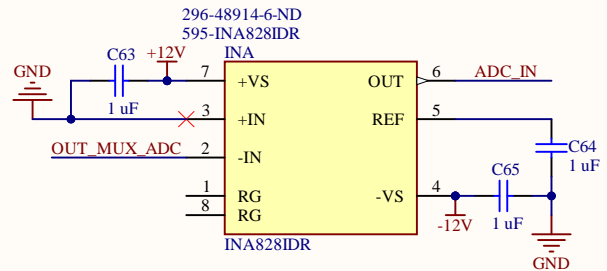 296-48914-6-ND
595-INA828IDR
INA
C63
+12V
GND
1 uF
7
+VS
OUT
6
ADC_IN
3
+IN
REF
5
OUT_MUX_ADC
2
-IN
C64
1 uF
1
RG
8
RG
-VS
4
C65
1 uF
-12V
INA828IDR
GND